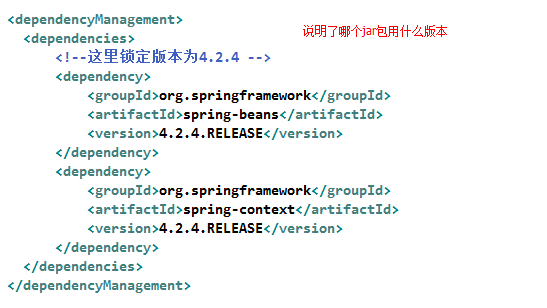 <dependencyManagement>
说明了哪个jar包用什么版本
<dependencies>
<!--这里锁定版本为4.2.4 -->
<dependency>
<groupId>org.springframework</groupId>
<artifactId>spring-beans</artifactId>
<version>4.2.4.RELEASE</version>
</dependency>
<dependency>
<groupId>org.springframework</groupId>
<artifactId>spring-context</artifactId>
<version>4.2.4.RELEASE</version>
</dependency>
</dependencies>
</dependencyManagement>